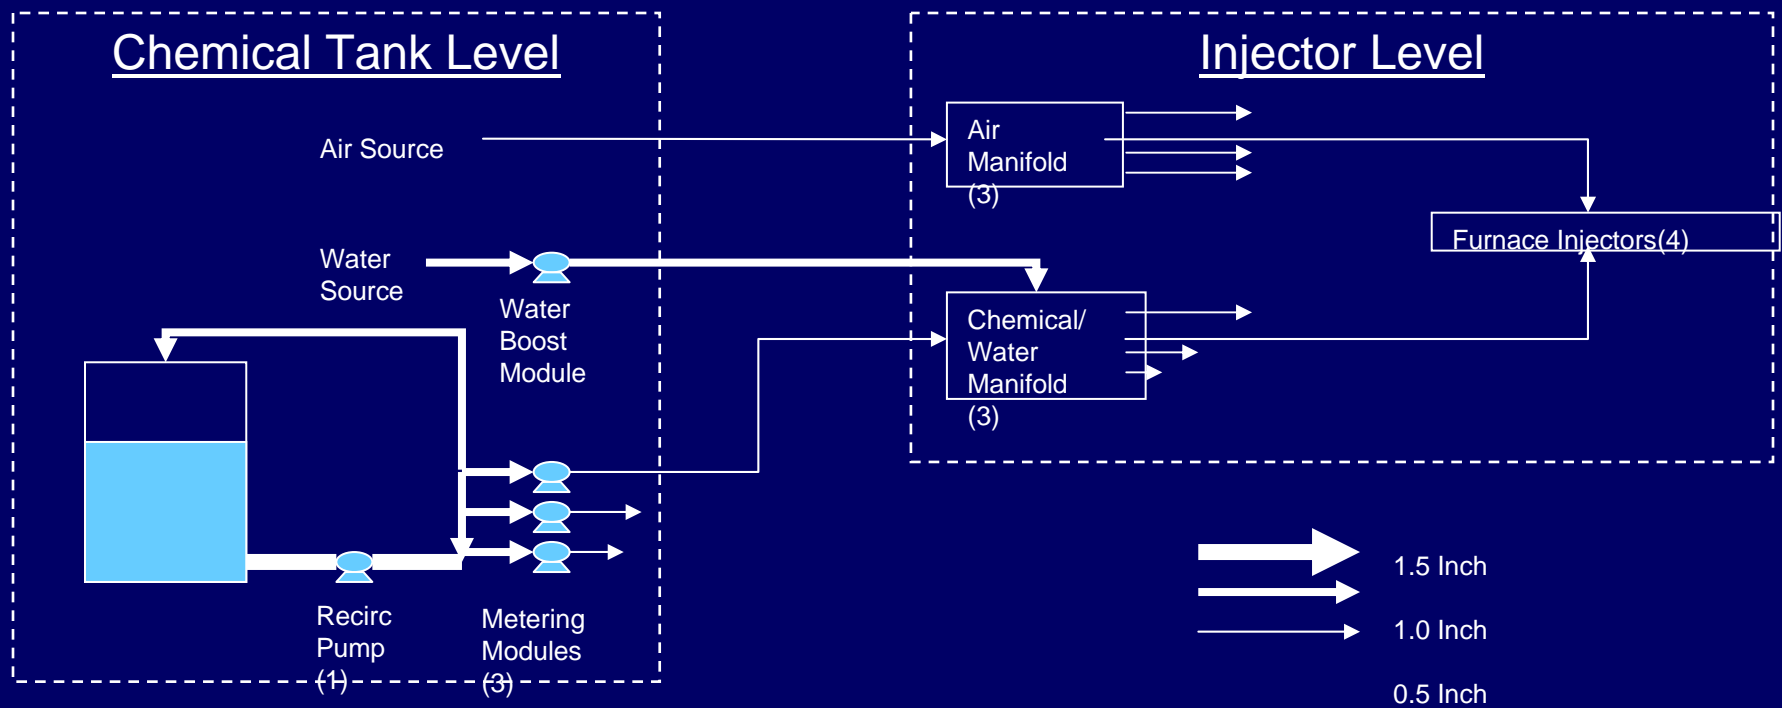 Chemical Tank Level
Injector Level
Air Source
Air
Manifold
(3)
Furnace Injectors(4)
Water
Source
Water
Boost
Module
Chemical/
Water
Manifold
(3)
Recirc
Pump
(1)
Metering
Modules
(3)
1.5 Inch
1.0 Inch
0.5 Inch